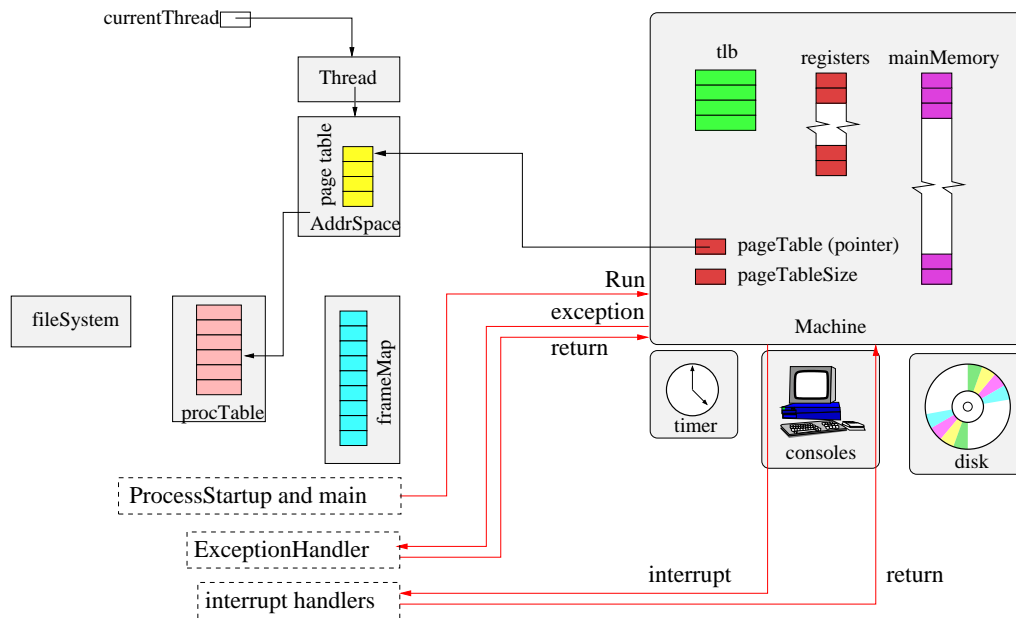 currentThread
Thread
page table
AddrSpace
tlb
registers
mainMemory
pageTable (pointer)
pageTableSize
Machine
fileSystem
procTable
frameMap
Run
exception
return
timer
consoles
disk
ProcessStartup and main
ExceptionHandler
interrupt handlers
interrupt
return